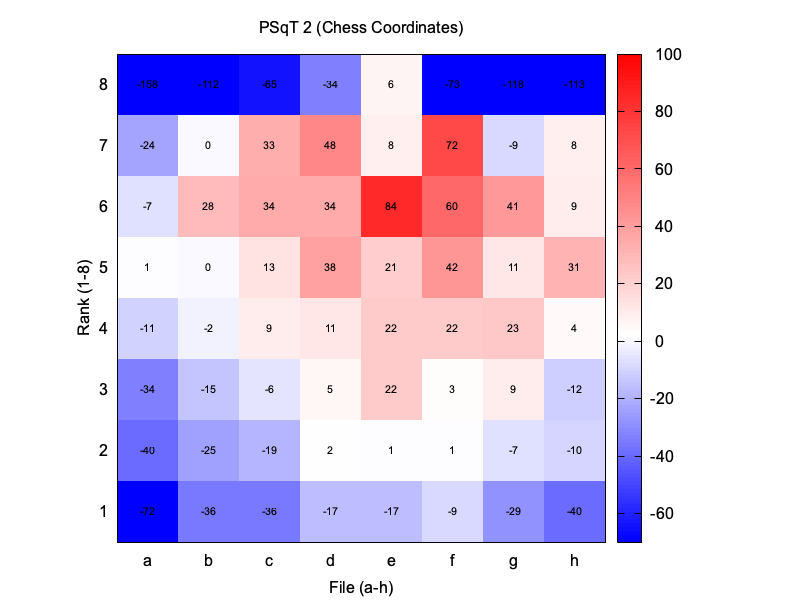 PSqT 2 (Chess Coordinates)
100
8 -112 -65 -34 6 -73 -118 -113
80
7 -24 0 33 48 8 72 -9 8
60
6 -7 28 34 34 84 60 41 9
40
5 1 0 13 38 21 42 11 31
20
Rank (1-8)
4 -11 -2 9 11 22 22 23 4
0
3 -34 -15 -6 5 22 3 9 -12
-20
2 -40 -25 -19 2 1 1 -7 -10
-40
1 -72 -36 -36 -17 -17 -9 -29 -40
-60
a b c d e f g h
File (a-h)